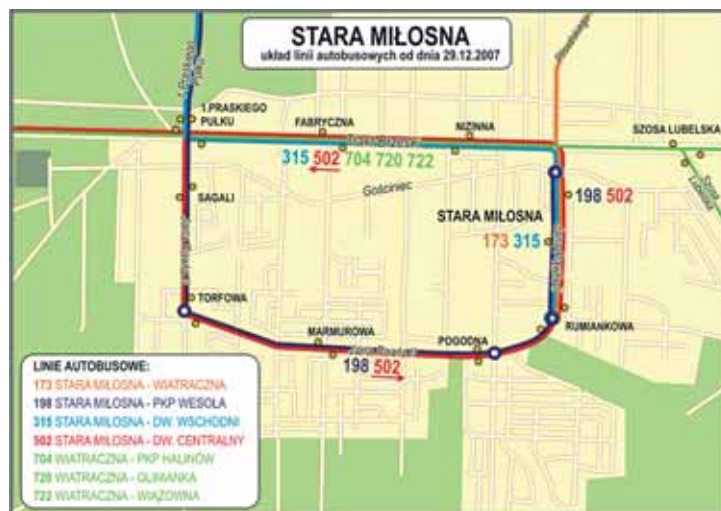 STARA MIŁOSNA
układ linii autobusowych od dnia 29.12.2007
1.PRASKIEGO
PUŁKU
FABRYCZNA
NIZINNA
SZOSA LUBELSKA
315 502 704 720 722
Gościniec
198 502
SAGALI
STARA MIŁOSNA
173 315
TORFOWA
MARMUROWA
POGODNA
RUMIANKOWA
198 502
LINIE AUTOBUSOWE:
173 STARA MIŁOSNA - WIATRACZNA
198 STARA MIŁOSNA - PKP WESOŁA
315 STARA MIŁOSNA - DW. WSCHODNI
502 STARA MIŁOSNA - DW. CENTRALNY
704 WIATRACZNA - PKP HALINÓW
720 WIATRACZNA - GLINIANKA
722 WIATRACZNA - WIĄZOWNA